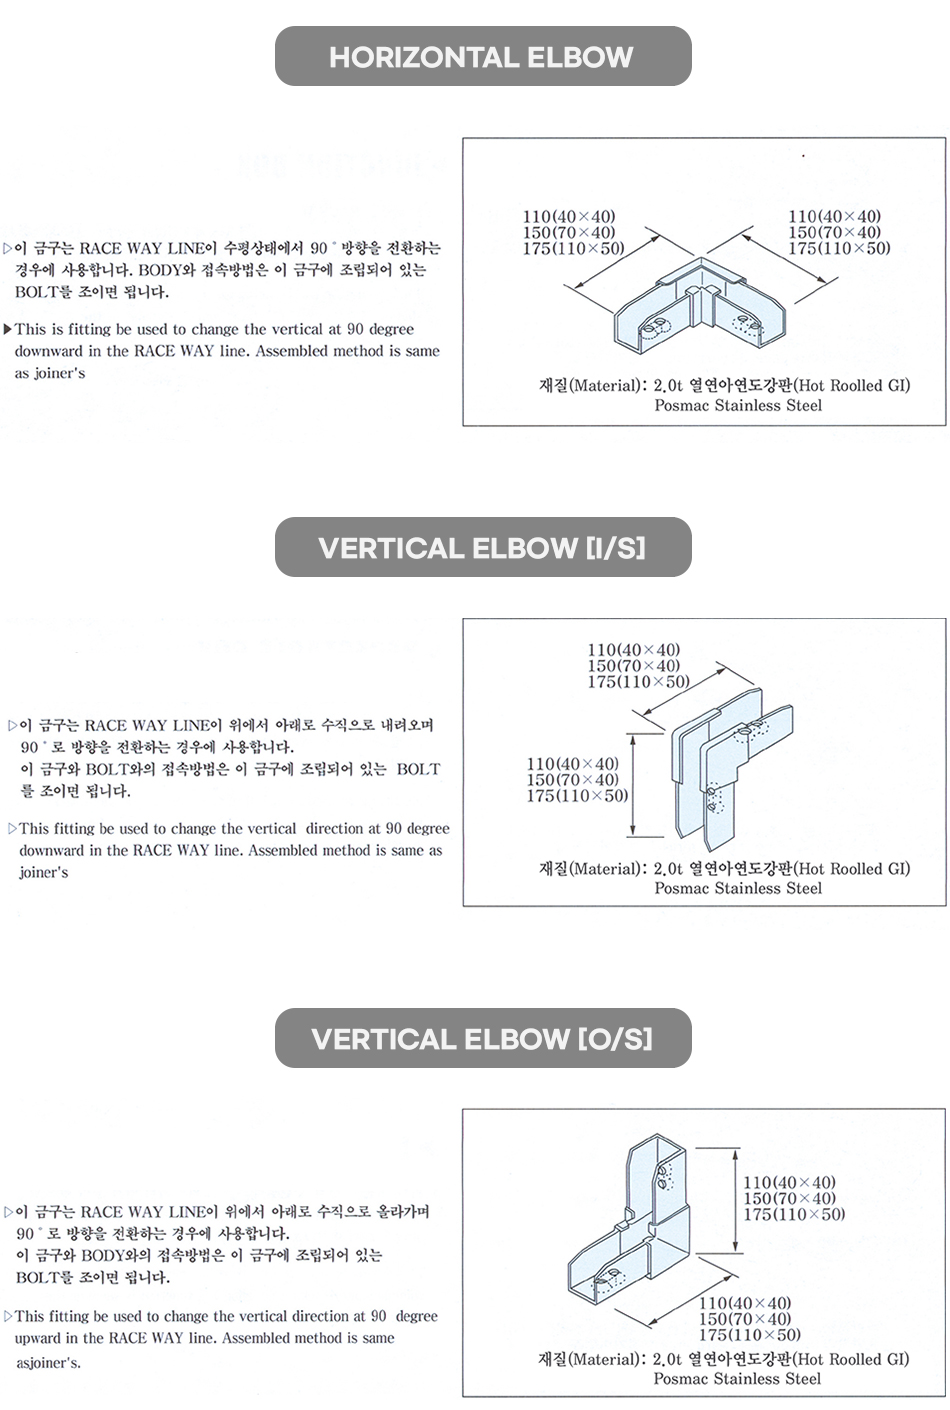 HORIZONTAL ELBOW
▷이 금구는 RACE WAY LINE이 수평상태에서 90° 방향을 전환하는
경우에 사용합니다. BODY와 접속방법은 이 금구에 조립되어 있는
BOLT를 조이면 됩니다.
▶This is fitting be used to change the vertical at 90 degree
downward in the RACE WAY line. Assembled method is same
as joiner's
110(40×40)
150(70×40)
175(110×50)
110(40×40)
150(70×40)
175(110×50)
재질(Material): 2.0t 열연아연도강판(Hot Roolled GI)
Posmac Stainless Steel
VERTICAL ELBOW [I/S]
▷이 금구는 RACE WAY LINE이 위에서 아래로 수직으로 내려오며
90°로 방향을 전환하는 경우에 사용합니다.
이 금구와 BOLT와의 접속방법은 이 금구에 조립되어 있는 BOLT
를 조이면 됩니다.
▷This fitting be used to change the vertical direction at 90 degree
downward in the RACE WAY line. Assembled method is same as
joiner's
110(40×40)
150(70×40)
175(110×50)
110(40×40)
150(70×40)
175(110×50)
재질(Material): 2.0t 열연아연도강판(Hot Roolled GI)
Posmac Stainless Steel
VERTICAL ELBOW [O/S]
▷이 금구는 RACE WAY LINE이 위에서 아래로 수직으로 올라가며
90°로 방향을 전환하는 경우에 사용합니다.
이 금구와 BODY와의 접속방법은 이 금구에 조립되어 있는
BOLT를 조이면 됩니다.
▷This fitting be used to change the vertical direction at 90 degree
upward in the RACE WAY line. Assembled method is same
asjoiner's.
110(40×40)
150(70×40)
175(110×50)
110(40×40)
150(70×40)
175(110×50)
재질(Material): 2.0t 열연아연도강판(Hot Roolled GI)
Posmac Stainless Steel